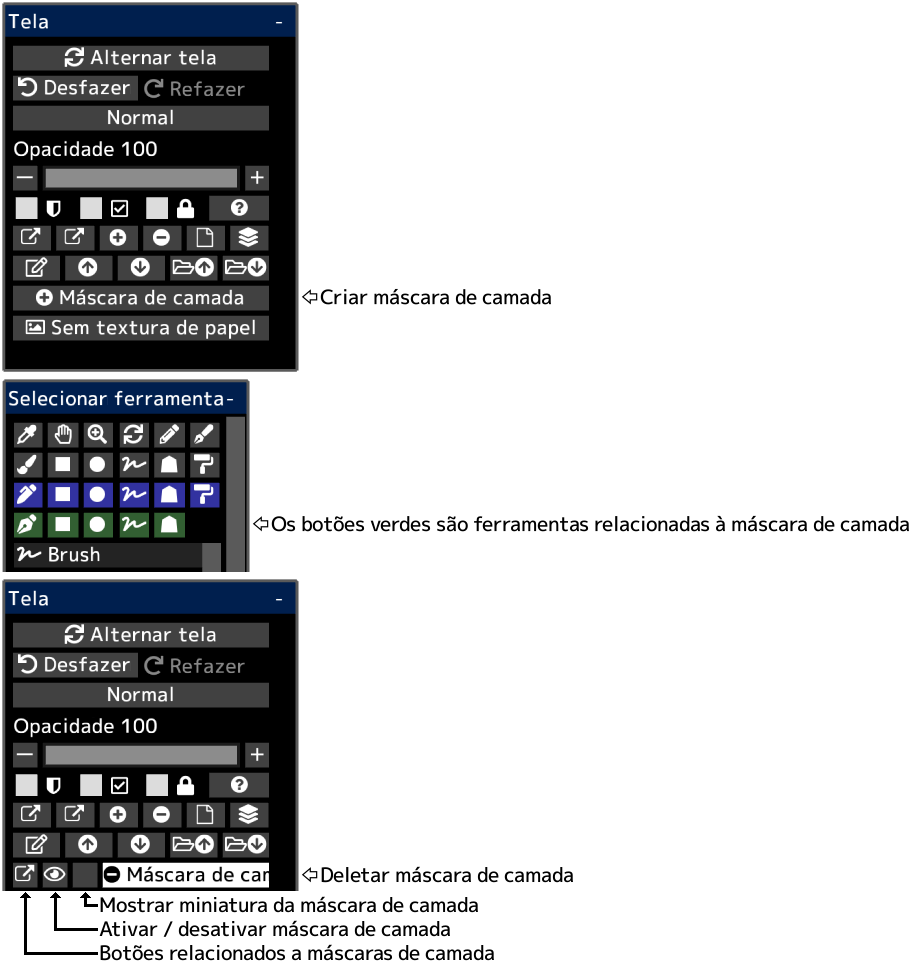 Tela -
Alternar tela
Desfazer Refazer
Normal
Opacidade 100
Máscara de camada
⇦Criar máscara de camada
Sem textura de papel
Selecionar ferramenta-
⇦Os botões verdes são ferramentas relacionadas à máscara de camada
Brush
Tela -
Alternar tela
Desfazer Refazer
Normal
Opacidade 100
Máscara de car
⇦Deletar máscara de camada
Mostrar miniatura da máscara de camada
Ativar / desativar máscara de camada
Botões relacionados a máscaras de camada